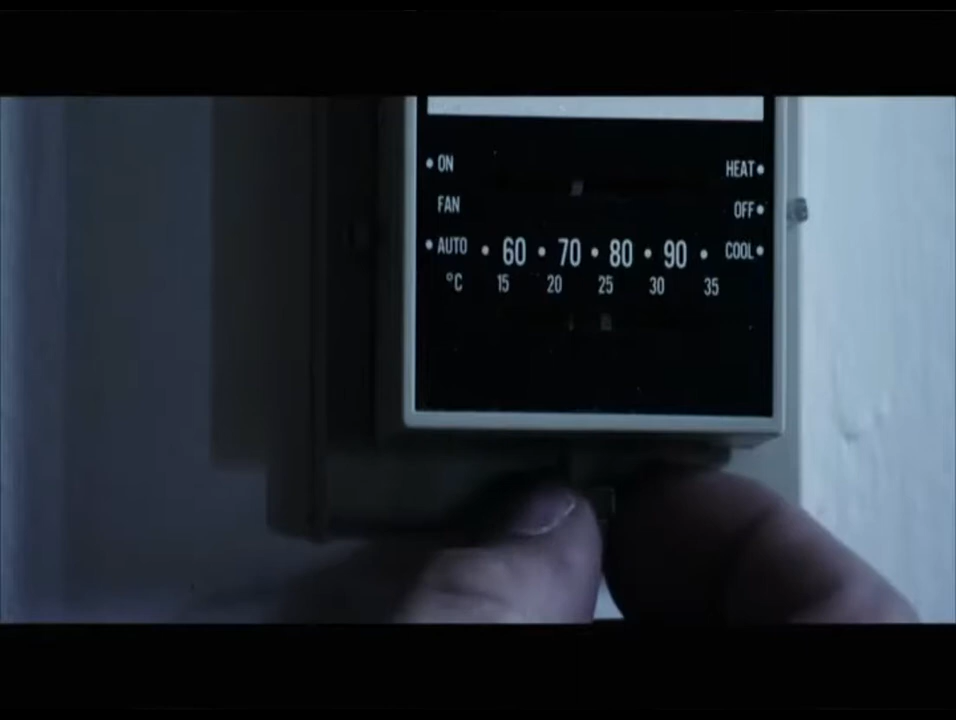 • ON
HEAT •
FAN
OFF •
• AUTO
• 60 • 70 • 80 • 90 •
COOL •
°C 15 20 25 30 35